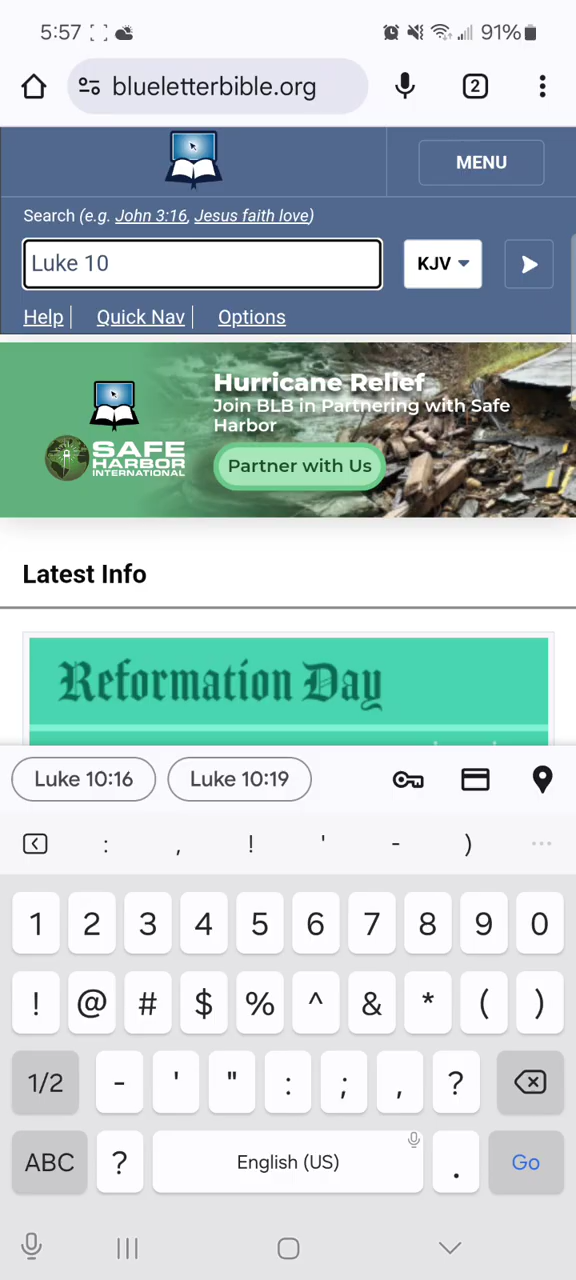 5:57 91%
blueletterbible.org 2
MENU
Search (e.g. John 3:16, Jesus faith love)
Luke 10 KJV
Help Quick Nav Options
Hurricane Relief
Join BLB in Partnering with Safe
Harbor
SAFE
HARBOR
INTERNATIONAL
Partner with Us
Latest Info
Reformation Day
Luke 10:16 Luke 10:19
: , ! ' - ) ...
1 2 3 4 5 6 7 8 9 0
! @ # $ % ^ & * ( )
1/2 - ' " : ; , ?
ABC ? English (US) . Go